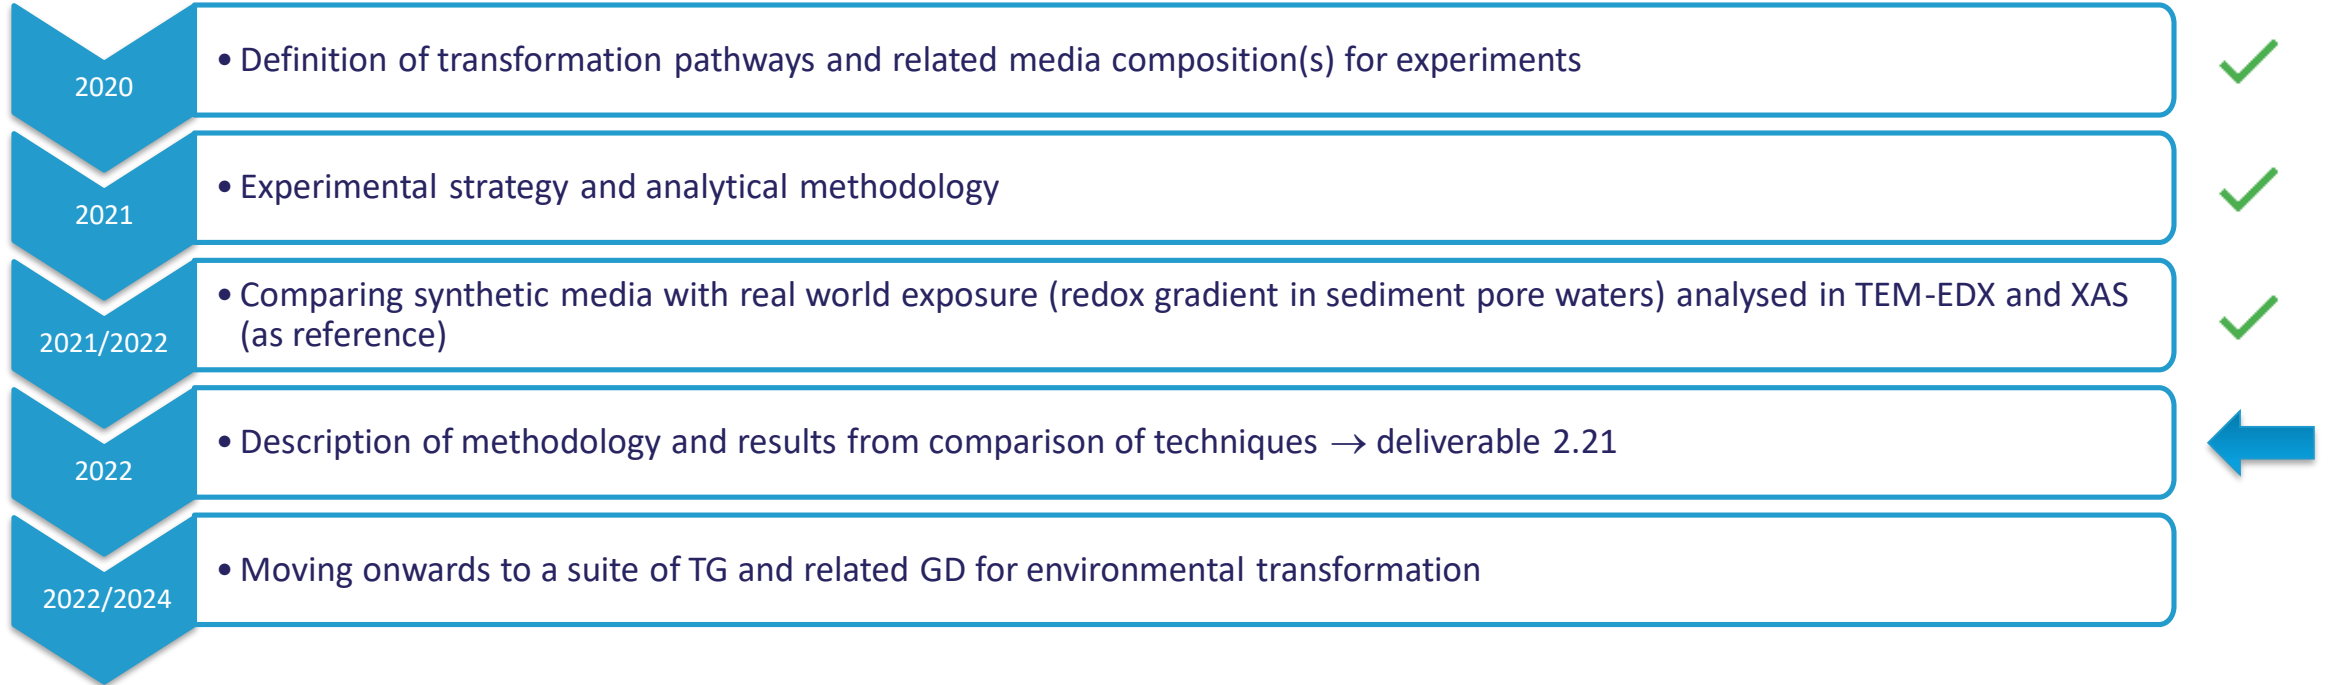 2020
• Definition of transformation pathways and related media composition(s) for experiments
2021
• Experimental strategy and analytical methodology
2021/2022
• Comparing synthetic media with real world exposure (redox gradient in sediment pore waters) analysed in TEM-EDX and XAS
(as reference)
2022
• Description of methodology and results from comparison of techniques → deliverable 2.21
2022/2024
• Moving onwards to a suite of TG and related GD for environmental transformation